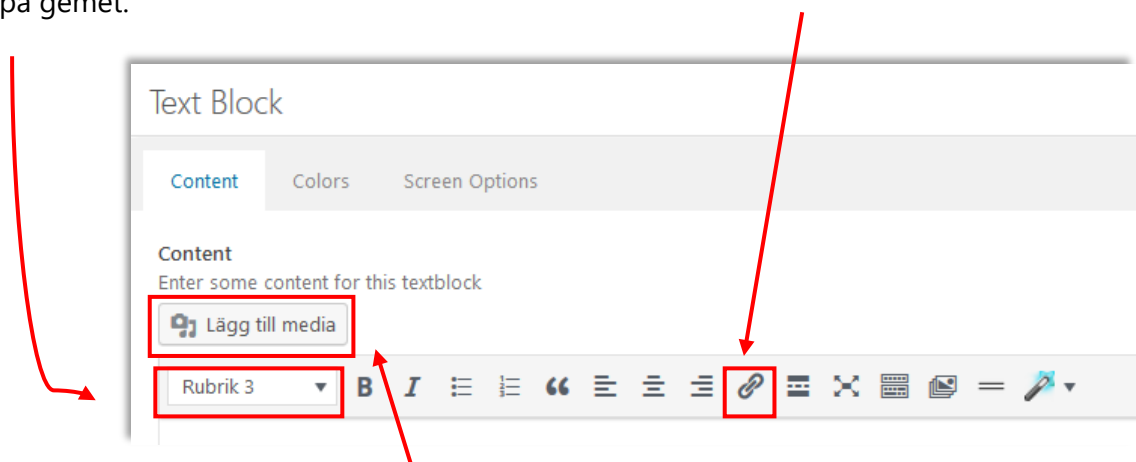 på gemet.
Text Block
Content Colors Screen Options
Content
Enter some content for this textblock
Lägg till media
Rubrik 3 B I